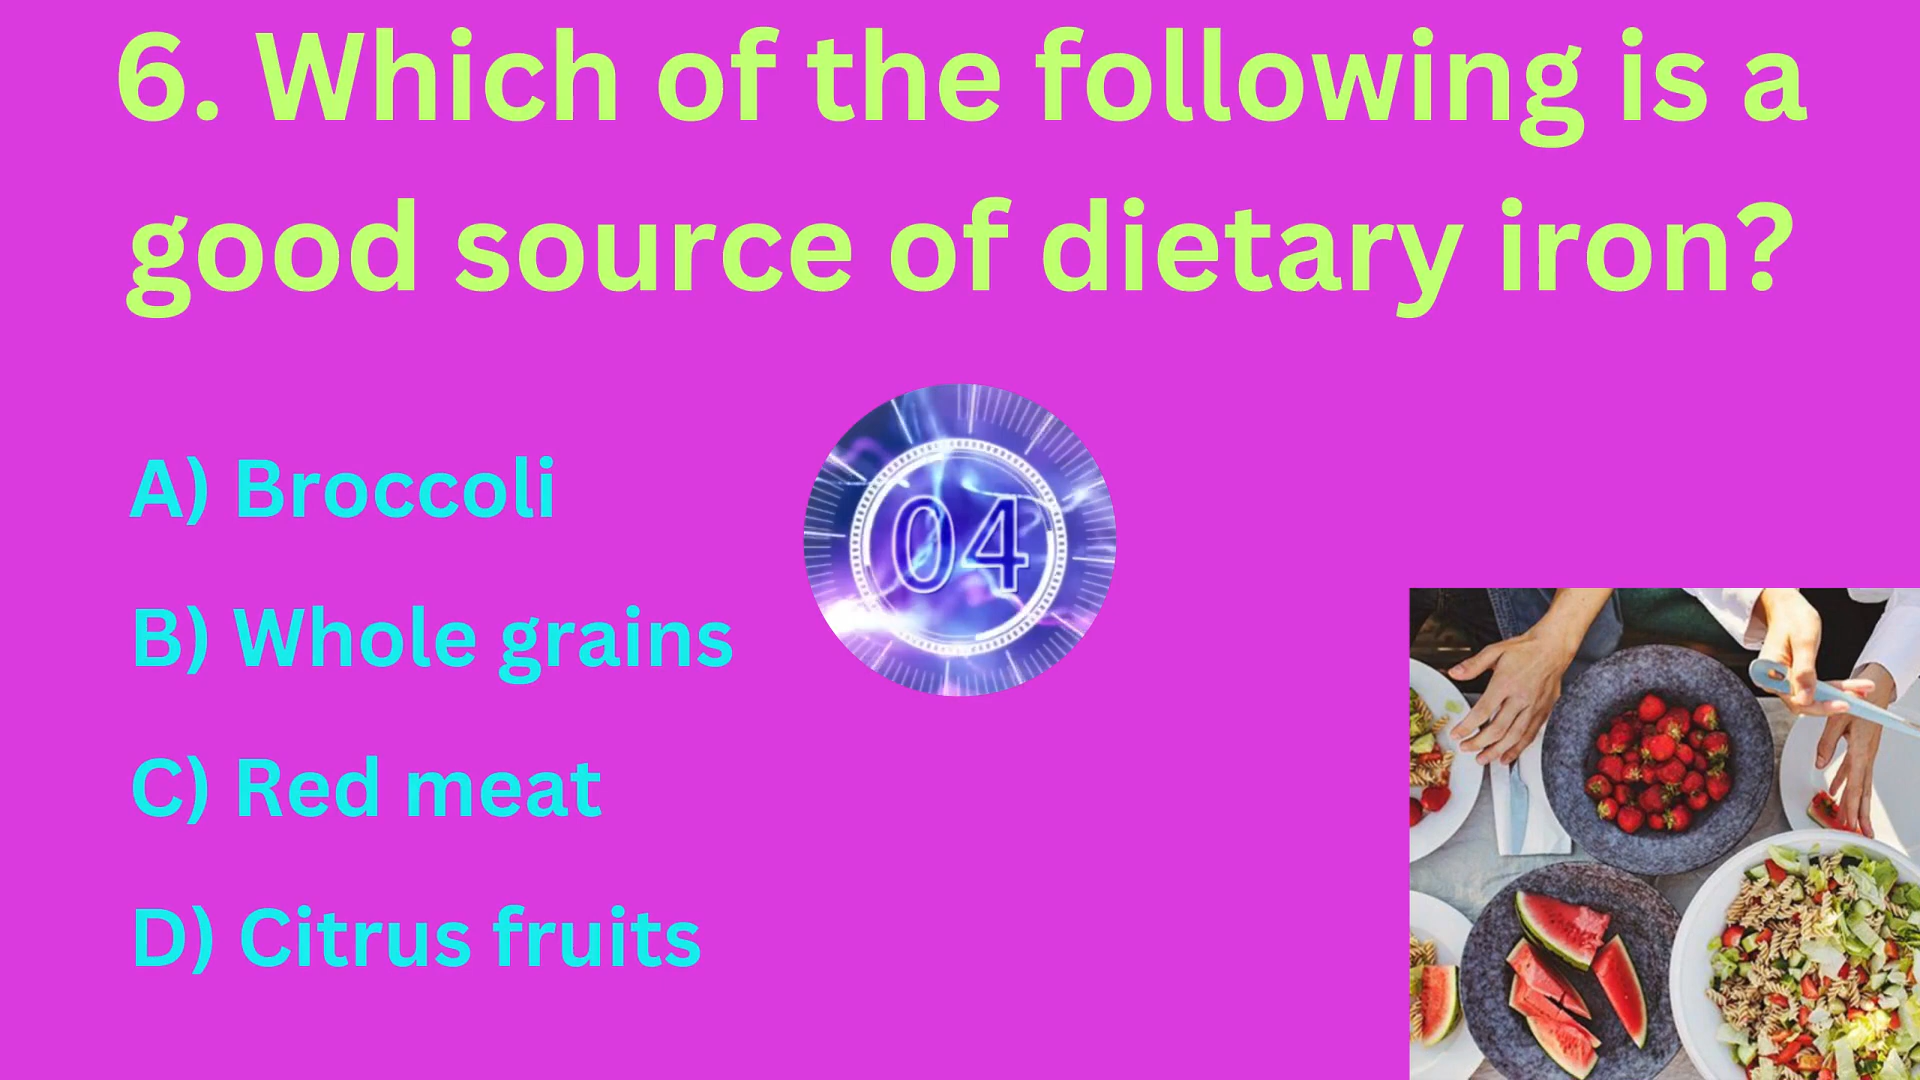 6. Which of the following is a
good source of dietary iron?
A) Broccoli
04
B) Whole grains
C) Red meat
D) Citrus fruits